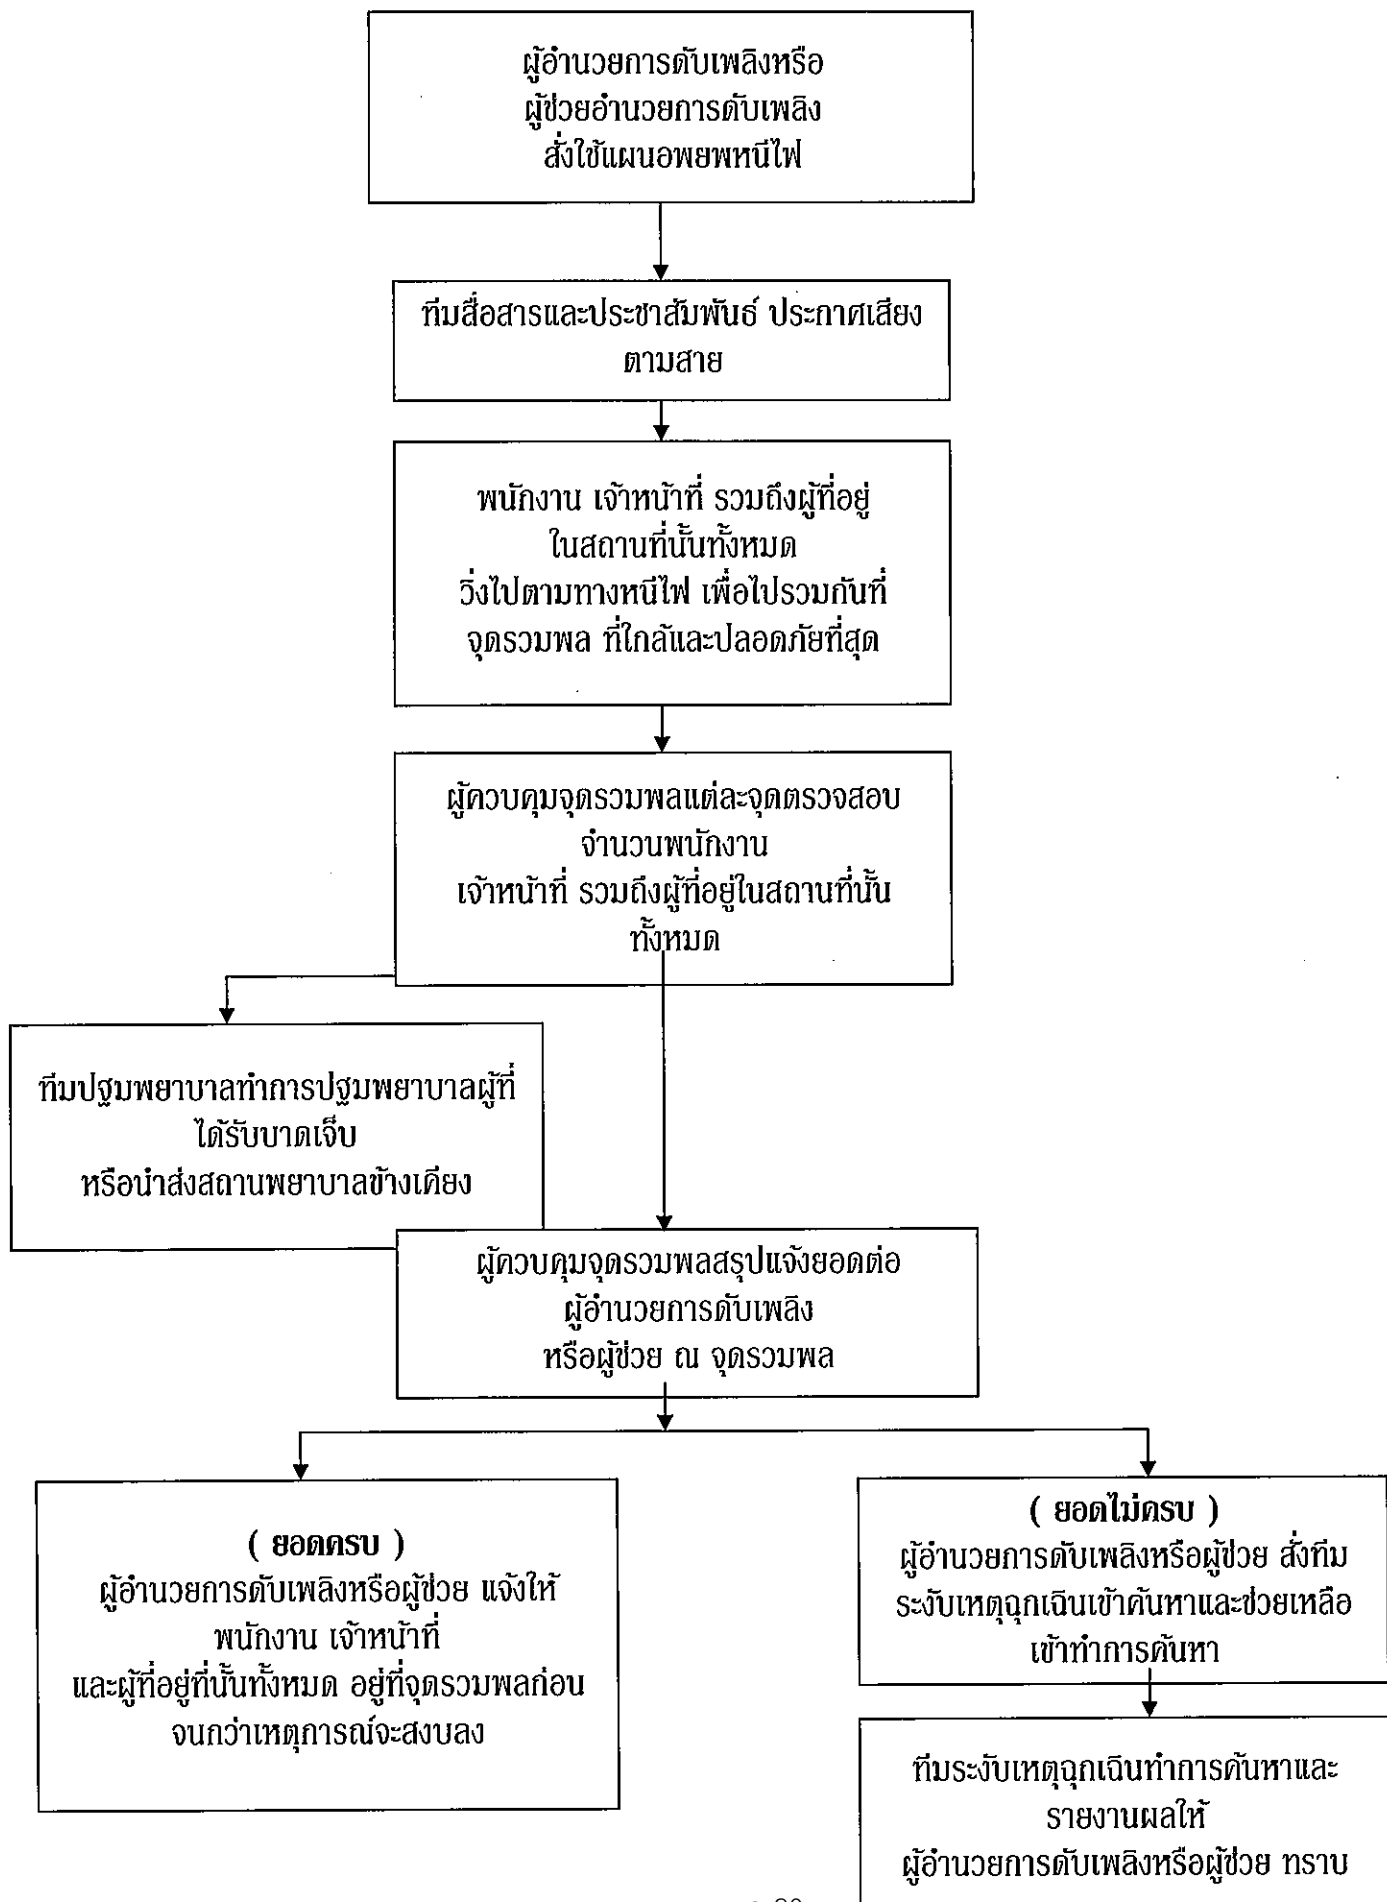 ผู้อำนวยการดับเพลิงหรือ
ผู้ช่วยอำนวยการดับเพลิง
สั่งใช้แผนอพยพหนีไฟ
ทีมสื่อสารและประชาสัมพันธ์ ประกาศเสียง
ตามสาย
พนักงาน เจ้าหน้าที่ รวมถึงผู้ที่อยู่
ในสถานที่นั้นทั้งหมด
วิ่งไปตามทางหนีไฟ เพื่อไปรวมกันที่
จุดรวมพล ที่ใกล้และปลอดภัยที่สุด
ผู้ควบคุมจุดรวมพลแต่ละจุดตรวจสอบ
จำนวนพนักงาน
เจ้าหน้าที่ รวมถึงผู้ที่อยู่ในสถานที่นั้น
ทั้งหมด
ทีมปฐมพยาบาลทำการปฐมพยาบาลผู้ที่
ได้รับบาดเจ็บ
หรือนำส่งสถานพยาบาลข้างเคียง
ผู้ควบคุมจุดรวมพลสรุปแจ้งยอดต่อ
ผู้อำนวยการดับเพลิง
หรือผู้ช่วย ณ จุดรวมพล
( ยอดครบ )
ผู้อำนวยการดับเพลิงหรือผู้ช่วย แจ้งให้
พนักงาน เจ้าหน้าที่
และผู้ที่อยู่ที่นั้นทั้งหมด อยู่ที่จุดรวมพลก่อน
จนกว่าเหตุการณ์จะสงบลง
( ยอดไม่ครบ )
ผู้อำนวยการดับเพลิงหรือผู้ช่วย สั่งทีม
ระงับเหตุฉุกเฉินเข้าค้นหาและช่วยเหลือ
เข้าทำการค้นหา
ทีมระงับเหตุฉุกเฉินทำการค้นหาและ
รายงานผลให้
ผู้อำนวยการดับเพลิงหรือผู้ช่วย ทราบ